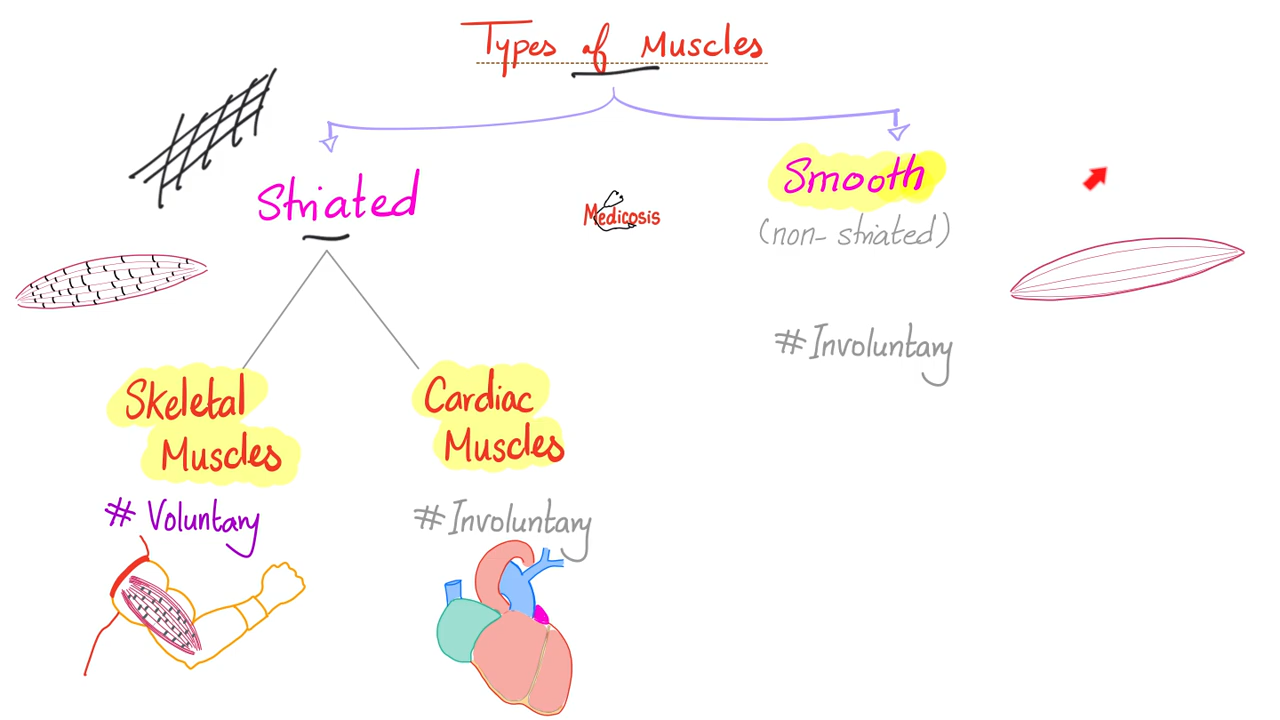 Types of Muscles
Striated
Smooth
(non-striated)
Medicosis
#Involuntary
Skeletal
Muscles
# Voluntary
Cardiac
Muscles
#Involuntary